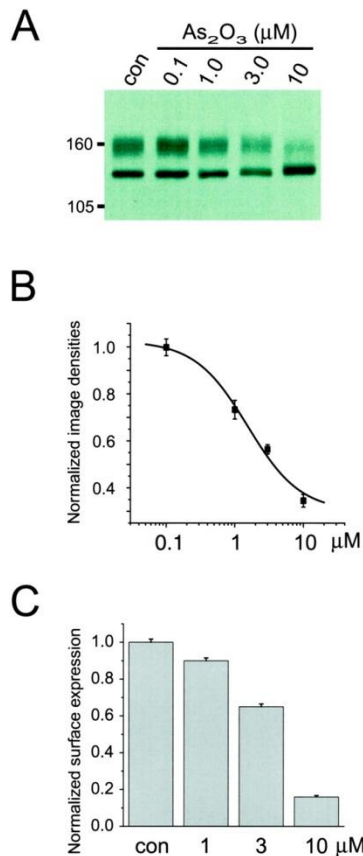 A
As₂O₃ (μM)
con 0.1 1.0 3.0 10
160
105
B
Normalized image densities
1.0
0.8
0.6
0.4
0.1 1 10 μM
C
Normalized surface expression
1.0
0.8
0.6
0.4
0.2
0.0
con 1 3 10 μM